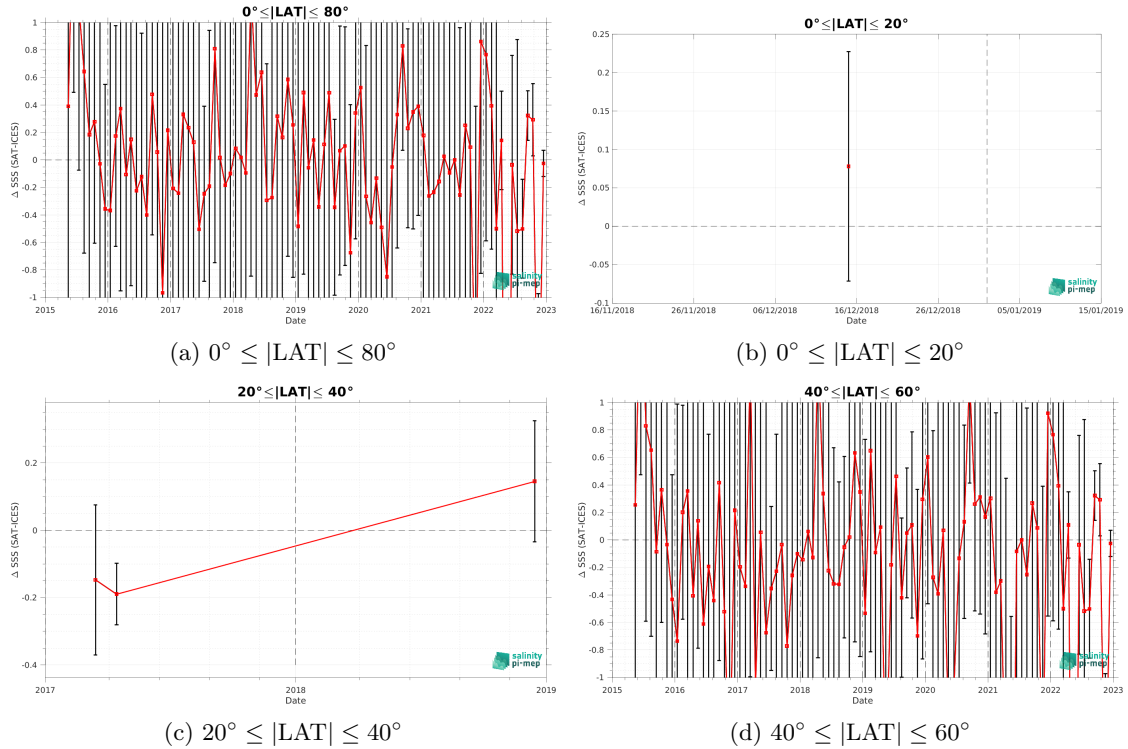 0°≤|LAT|≤ 80°
1
0.8
0.6
0.4
0.2
0
-0.2
-0.4
-0.6
-0.8
-1
Δ SSS (SAT-ICES)
2015 2016 2017 2018 2019 2020 2021 2022 2023
Date
salinity
pi-mep
(a) 0° ≤ |LAT| ≤ 80°
0°≤|LAT|≤ 20°
0.25
0.2
0.15
0.1
0.05
0
-0.05
-0.1
Δ SSS (SAT-ICES)
16/11/2018 26/11/2018 06/12/2018 16/12/2018 26/12/2018 05/01/2019 15/01/2019
Date
salinity
pi-mep
(b) 0° ≤ |LAT| ≤ 20°
20°≤|LAT|≤ 40°
0.2
0
-0.2
-0.4
Δ SSS (SAT-ICES)
2017 2018 2019
Date
salinity
pi-mep
(c) 20° ≤ |LAT| ≤ 40°
40°≤|LAT|≤ 60°
1
0.8
0.6
0.4
0.2
0
-0.2
-0.4
-0.6
-0.8
-1
Δ SSS (SAT-ICES)
2015 2016 2017 2018 2019 2020 2021 2022 2023
Date
salinity
pi-mep
(d) 40° ≤ |LAT| ≤ 60°